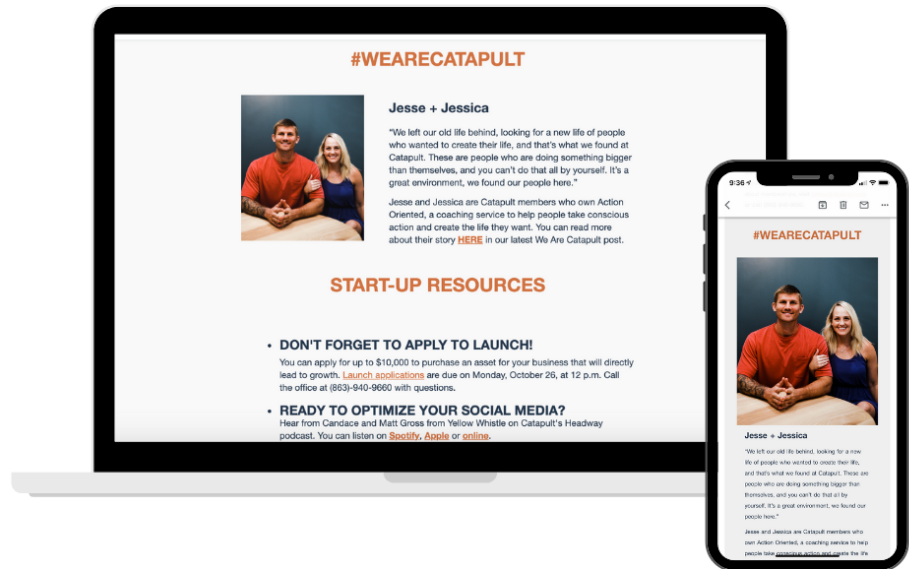 #WEARECATAPULT
Jesse + Jessica
“We left our old life behind, looking for a new life of people
who wanted to create their life, and that’s what we found at
Catapult. These are people who are doing something bigger
than themselves, and you can’t do that all by yourself. It’s a
great environment, we found our people here.”
Jesse and Jessica are Catapult members who own Action
Oriented, a coaching service to help people take conscious
action and create the life they want. You can read more
about their story HERE in our latest We Are Catapult post.
START-UP RESOURCES
• DON'T FORGET TO APPLY TO LAUNCH!
You can apply for up to $10,000 to purchase an asset for your business that will directly
lead to growth. Launch applications are due on Monday, October 26, at 12 p.m. Call
the office at (863)-940-9660 with questions.
• READY TO OPTIMIZE YOUR SOCIAL MEDIA?
Hear from Candace and Matt Gross from Yellow Whistle on Catapult's Headway
podcast. You can listen on Spotify, Apple or online.
9:36
#WEARECATAPULT
Jesse + Jessica
“We left our old life behind, looking for a new
life of people who wanted to create their life,
and that’s what we found at Catapult. These are
people who are doing something bigger than
themselves, and you can’t do that all by
yourself. It’s a great environment, we found our
people here.”
Jesse and Jessica are Catapult members who
own Action Oriented, a coaching service to help
people take conscious action and create the life